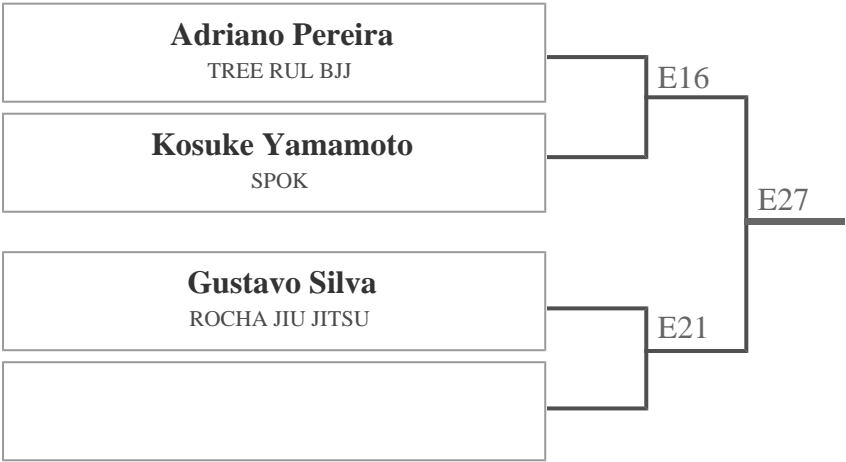 Adriano Pereira
TREE RUL BJJ
E16
Kosuke Yamamoto
SPOK
E27
Gustavo Silva
ROCHA JIU JITSU
E21